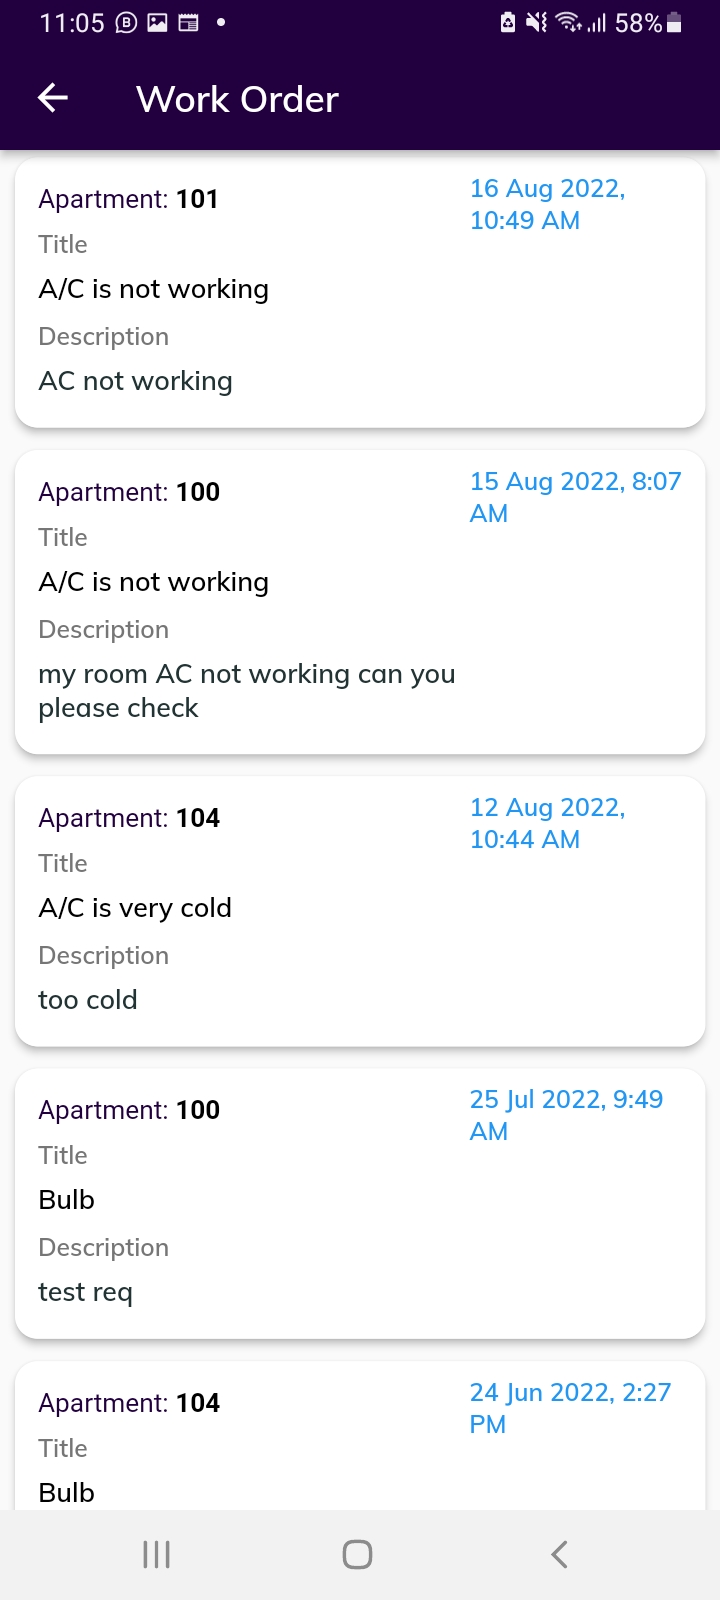 11:05 58%
Work Order
Apartment: 101
16 Aug 2022,
10:49 AM
Title
A/C is not working
Description
AC not working
Apartment: 100
15 Aug 2022, 8:07
AM
Title
A/C is not working
Description
my room AC not working can you
please check
Apartment: 104
12 Aug 2022,
10:44 AM
Title
A/C is very cold
Description
too cold
Apartment: 100
25 Jul 2022, 9:49
AM
Title
Bulb
Description
test req
Apartment: 104
24 Jun 2022, 2:27
PM
Title
Bulb